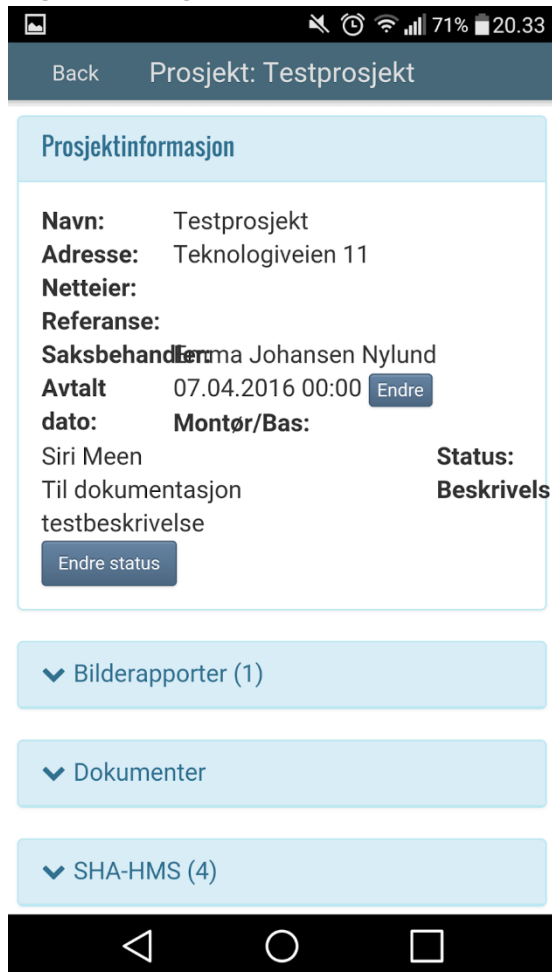 71% 20.33
Back Prosjekt: Testprosjekt
Prosjektinformasjon
Navn: Testprosjekt
Adresse: Teknologiveien 11
Netteier:
Referanse:
Saksbehandler: Emma Johansen Nylund
Avtalt 07.04.2016 00:00 Endre
dato: Montør/Bas:
Siri Meen Status:
Til dokumentasjon Beskrivels
testbeskrivelse
Endre status
Bilderapporter (1)
Dokumenter
SHA-HMS (4)